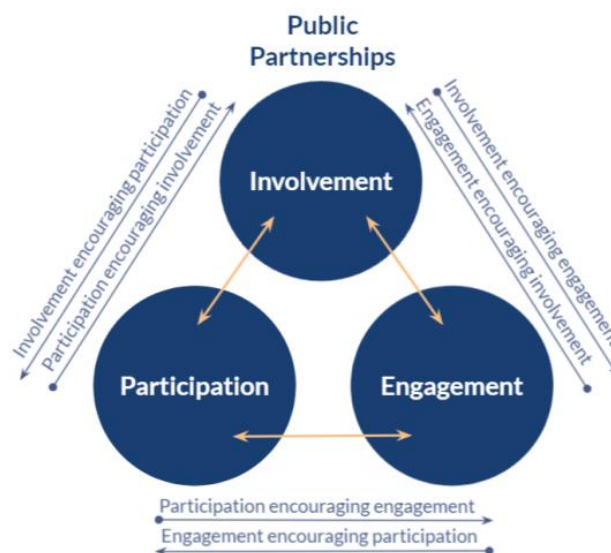 Public
Partnerships
Involvement encouraging participation
Participation encouraging involvement
Involvement encouraging engagement
Engagement encouraging involvement
Involvement
Participation
Engagement
Participation encouraging engagement
Engagement encouraging participation